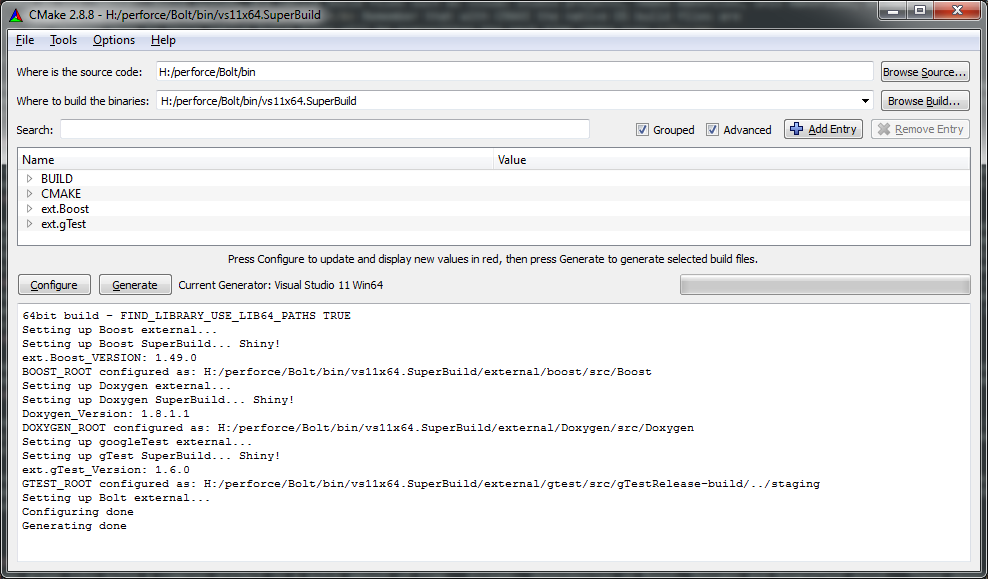 CMake 2.8.8 - H:/perforce/Bolt/bin/vs11x64.SuperBuild
File Tools Options Help
Where is the source code: H:/perforce/Bolt/bin Browse Source...
Where to build the binaries: H:/perforce/Bolt/bin/vs11x64.SuperBuild Browse Build...
Search: Grouped Advanced Add Entry Remove Entry
Name Value
BUILD
CMAKE
ext.Boost
ext.gTest
Press Configure to update and display new values in red, then press Generate to generate selected build files.
Configure Generate Current Generator: Visual Studio 11 Win64
64bit build - FIND_LIBRARY_USE_LIB64_PATHS TRUE
Setting up Boost external...
Setting up Boost SuperBuild... Shiny!
ext.Boost_VERSION: 1.49.0
BOOST_ROOT configured as: H:/perforce/Bolt/bin/vs11x64.SuperBuild/external/boost/src/Boost
Setting up Doxygen external...
Setting up Doxygen SuperBuild... Shiny!
Doxygen_Version: 1.8.1.1
DOXYGEN_ROOT configured as: H:/perforce/Bolt/bin/vs11x64.SuperBuild/external/Doxygen/src/Doxygen
Setting up googleTest external...
Setting up gTest SuperBuild... Shiny!
ext.gTest_Version: 1.6.0
GTEST_ROOT configured as: H:/perforce/Bolt/bin/vs11x64.SuperBuild/external/gtest/src/gTestRelease-build/../staging
Setting up Bolt external...
Configuring done
Generating done